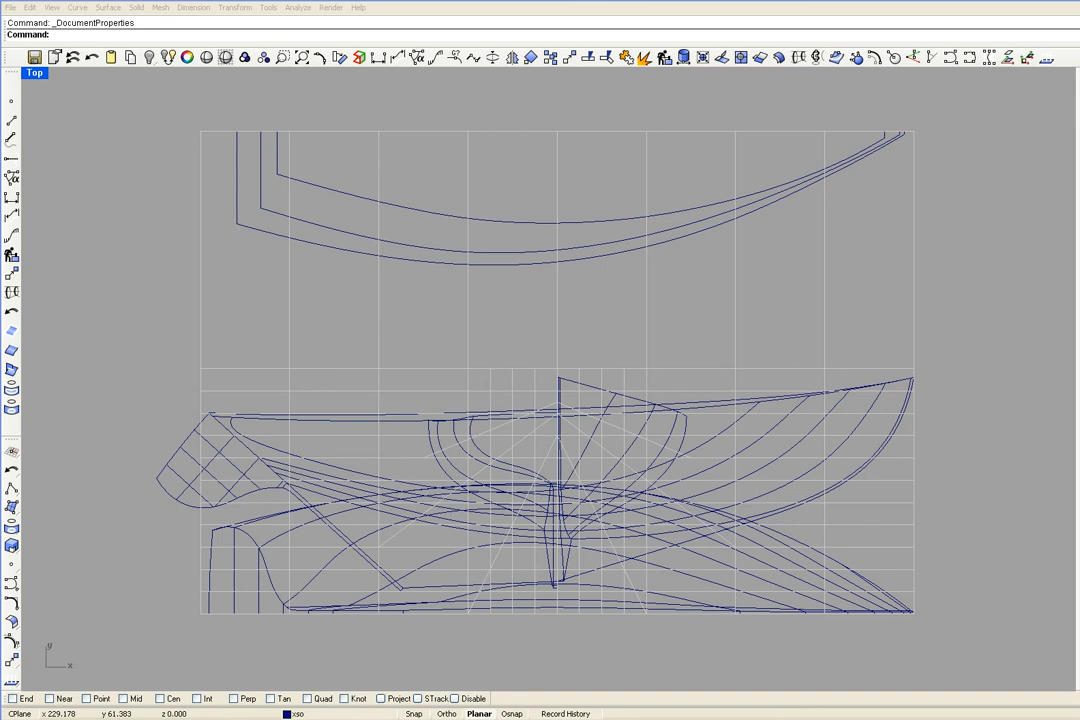 File Edit View Curve Surface Solid Mesh Dimension Transform Tools Analyze Render Help
Command: _DocumentProperties
Command:
Top
y
x
End Near Point Mid Cen Int Perp Tan Quad Knot Project STrack Disable
CPlane x 229.178 y 61.383 z 0.000 xso Snap Ortho Planar Osnap Record History